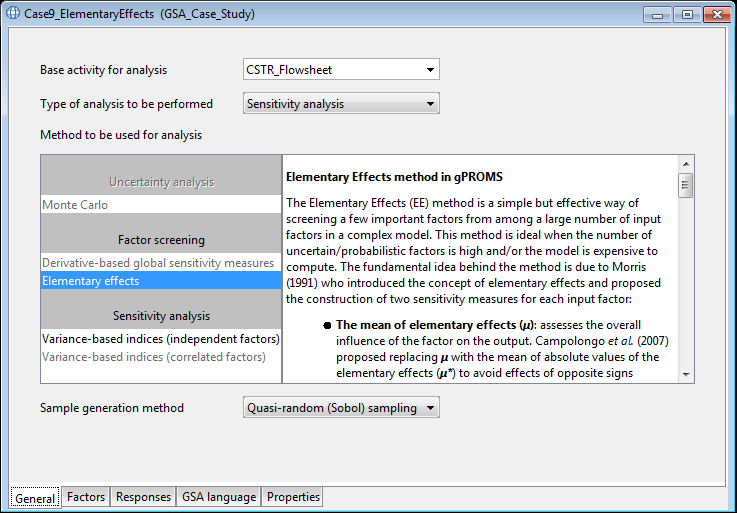 Case9_ElementaryEffects (GSA_Case_Study)
Base activity for analysis CSTR_Flowsheet
Type of analysis to be performed Sensitivity analysis
Method to be used for analysis
Uncertainty analysis
Monte Carlo
Factor screening
Derivative-based global sensitivity measures
Elementary effects
Sensitivity analysis
Variance-based indices (independent factors)
Variance-based indices (correlated factors)
Elementary Effects method in gPROMS
The Elementary Effects (EE) method is a simple but effective way of
screening a few important factors from among a large number of input
factors in a complex model. This method is ideal when the number of
uncertain/probabilistic factors is high and/or the model is expensive to
compute. The fundamental idea behind the method is due to Morris
(1991) who introduced the concept of elementary effects and proposed
the construction of two sensitivity measures for each input factor:
● The mean of elementary effects (μ): assesses the overall
influence of the factor on the output. Campolongo et al. (2007)
proposed replacing μ with the mean of absolute values of the
elementary effects (μ*) to avoid effects of opposite signs
Sample generation method Quasi-random (Sobol) sampling
General Factors Responses GSA language Properties